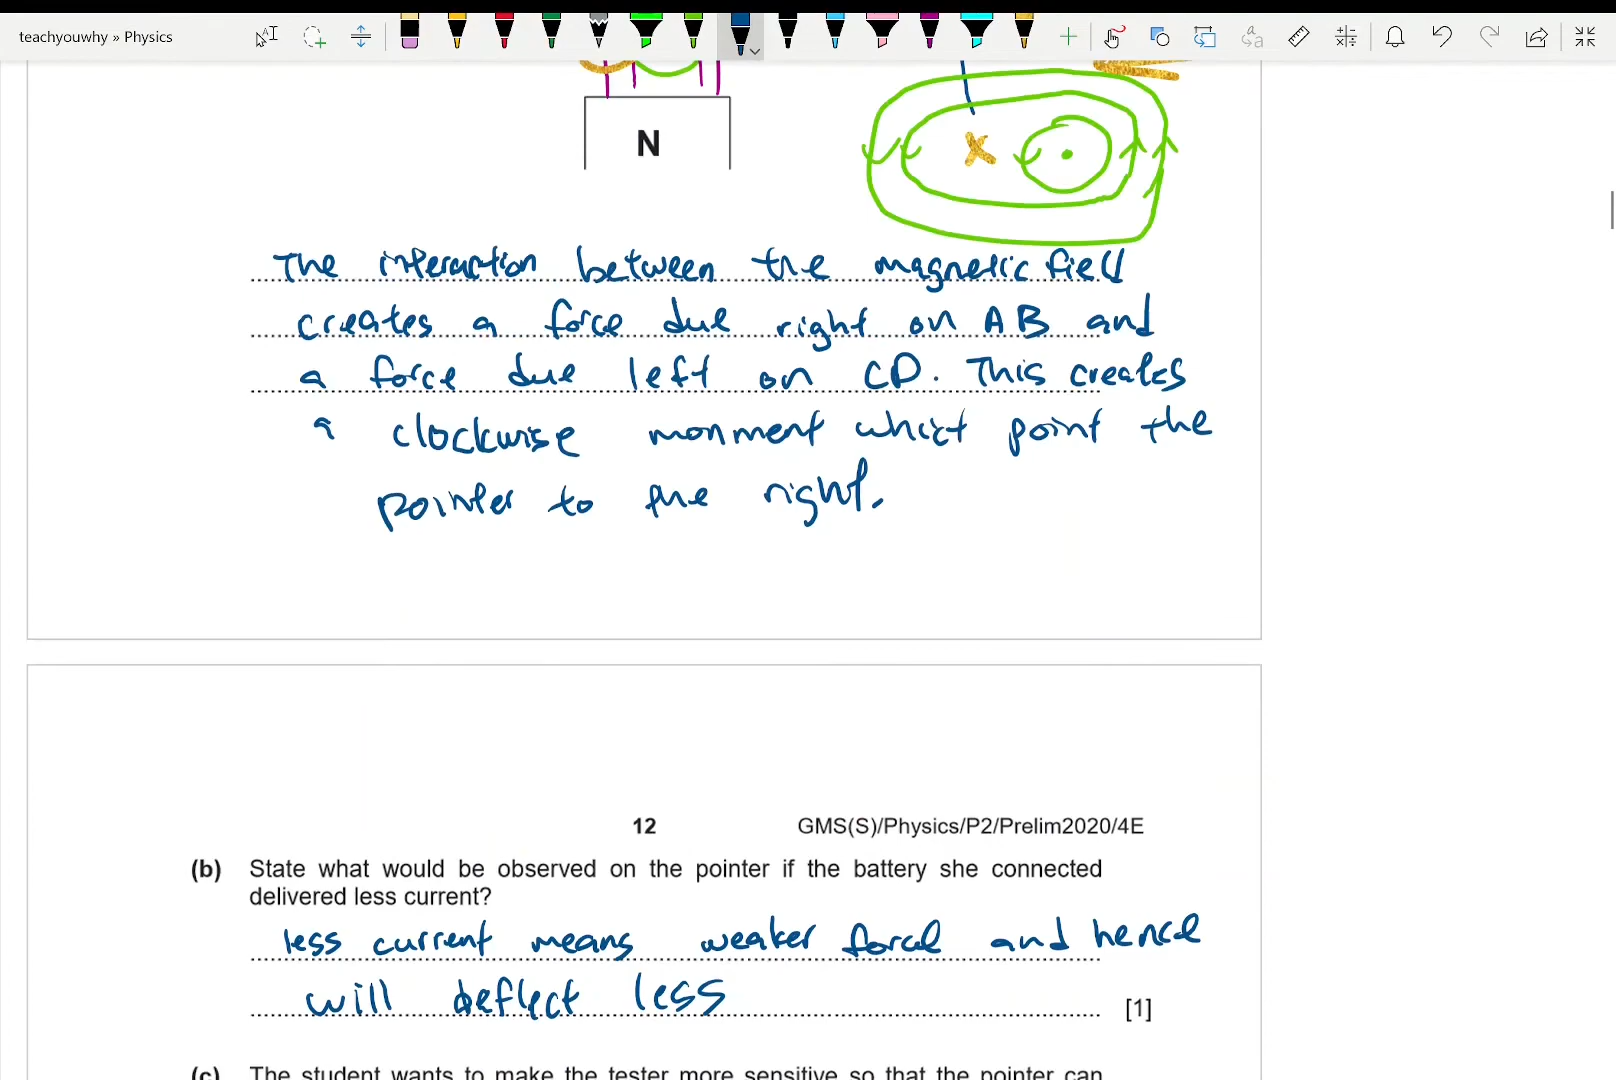 teachyouwhy » Physics
N
The interaction between the magnetic field
creates a force due right on AB and
a force due left on CD. This creates
a clockwise monment whict point the
pointer to the right.
12 GMS(S)/Physics/P2/Prelim2020/4E
(b) State what would be observed on the pointer if the battery she connected
delivered less current?
less current means weaker force and hence
will deflect less [1]
(c) The student wants to make the tester more sensitive so that the pointer can